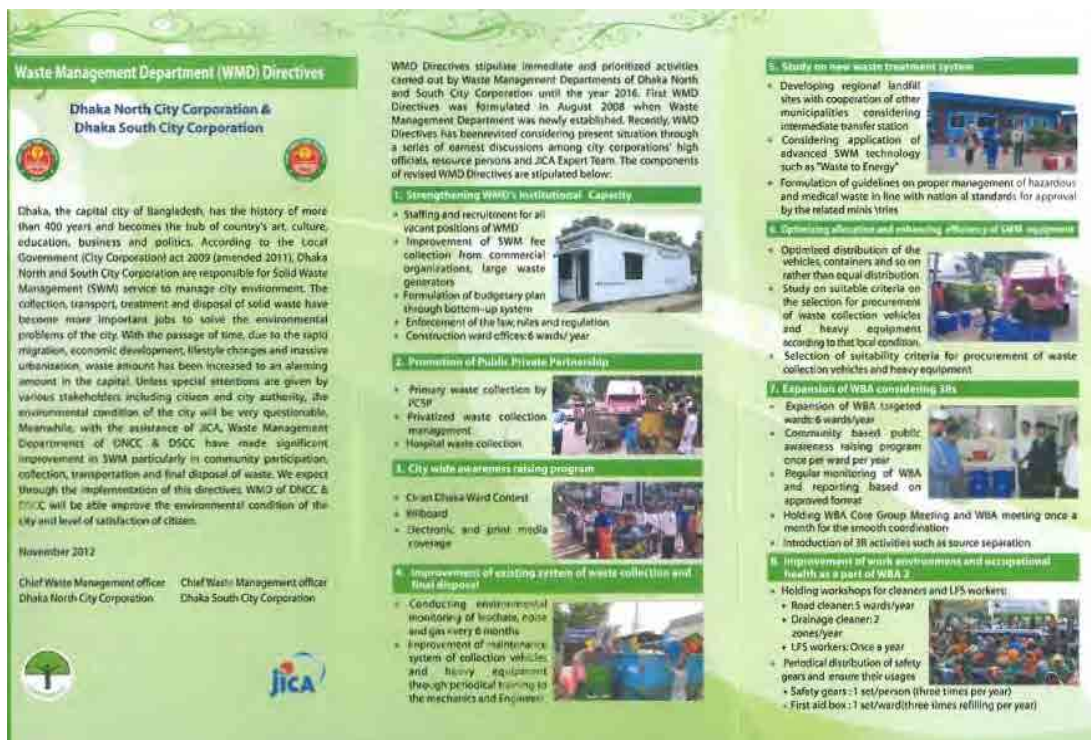 Waste Management Department (WMD) Directives
Dhaka North City Corporation &
Dhaka South City Corporation
Dhaka, the capital city of Bangladesh, has the history of more
than 400 years and becomes the hub of country's art, culture,
education, business and politics. According to the Local
Government (City Corporation) act 2009 (amended 2011), Dhaka
North and South City Corporation are responsible for Solid Waste
Management (SWM) service to manage city environment. The
collection, transport, treatment and disposal of solid waste have
become more important jobs to solve the environmental
problems of the city. With the passage of time, due to the rapid
migration, economic development, lifestyle changes and massive
urbanization, waste amount has been increased to an alarming
amount in the capital. Unless special attentions are given by
various stakeholders including citizen and city authority, the
environmental condition of the city will be very questionable.
Meanwhile, with the assistance of JICA, Waste Management
Departments of DNCC & DSCC have made significant
improvement in SWM particularly in community participation,
collection, transportation and final disposal of waste. We expect
through the implementation of this directives, WMD of DNCC &
DSCC will be able improve the environmental condition of the
city and level of satisfaction of citizen.
November 2012
Chief Waste Management officer
Dhaka North City Corporation
Chief Waste Management officer
Dhaka South City Corporation
jICA
WMD Directives stipulate immediate and prioritized activities
carried out by Waste Management Departments of Dhaka North
and South City Corporation until the year 2016. First WMD
Directives was formulated in August 2008 when Waste
Management Department was newly established. Recently, WMD
Directives has beenrevised considering present situation through
a series of earnest discussions among city corporations' high
officials, resource persons and JICA Expert Team. The components
of revised WMD Directives are stipulated below:
1. Strengthening WMD's Institutional Capacity
Staffing and recruitment for all
vacant positions of WMD
Improvement of SWM fee
collection from commercial
organizations, large waste
generators
Formulation of budgetary plan
through bottom-up system
Enforcement of the law, rules and regulation
Construction ward offices: 6 wards/ year
2. Promotion of Public Private Partnership
Primary waste collection by
PCSP
Privatized waste collection
management
Hospital waste collection
3. City wide awareness raising program
Clean Dhaka Ward Contest
Billboard
Electronic and print media
coverage
4. Improvement of existing system of waste collection and
final disposal
Conducting environmental
monitoring of leachate, noise
and gas every 6 months
Improvement of maintenance
system of collection vehicles
and heavy equipment
through periodical training to
the mechanics and Engineers
5. Study on new waste treatment system
Developing regional landfill
sites with cooperation of other
municipalities considering
intermediate transfer station
Considering application of
advanced SWM technology
such as "Waste to Energy"
Formulation of guidelines on proper management of hazardous
and medical waste in line with nation al standards for approval
by the related minis tries
6. Optimizing allocation and enhancing efficiency of SWM equipment
Optimized distribution of the
vehicles, containers and so on
rather than equal distribution.
Study on suitable criteria on
the selection for procurement
of waste collection vehicles
and heavy equipment
according to that local condition.
Selection of suitability criteria for procurement of waste
collection vehicles and heavy equipment
7. Expansion of WBA considering 3Rs
Expansion of WBA targeted
wards: 6 wards/year
Community based public
awareness raising program
once per ward per year
Regular monitoring of WBA
and reporting based on
approved format
Holding WBA Core Group Meeting and WBA meeting once a
month for the smooth coordination
Introduction of 3R activities such as source separation
8. Improvement of work environment and occupational
health as a part of WBA 2
Holding workshops for cleaners and LFS workers:
Road cleaner: 5 wards/year
Drainage cleaner: 2
zones/year
LFS workers: Once a year
Periodical distribution of safety
gears and ensure their usages
Safety gears : 1 set/person (three times per year)
First aid box : 1 set/ward(three times refilling per year)